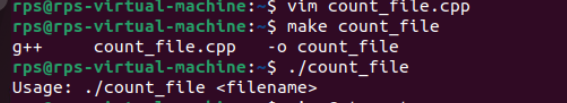 rps@rps-virtual-machine:~$ vim count_file.cpp
rps@rps-virtual-machine:~$ make count_file
g++     count_file.cpp   -o count_file
rps@rps-virtual-machine:~$ ./count_file
Usage: ./count_file <filename>